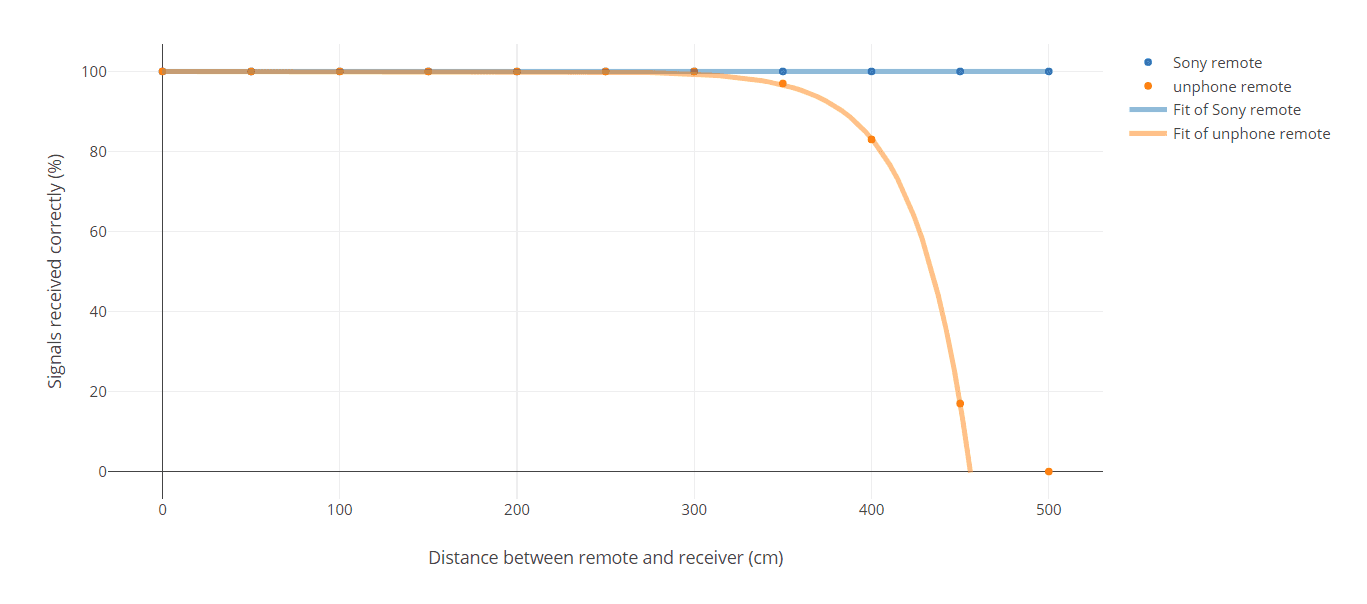 100
80
60
40
20
0
0 100 200 300 400 500
Signals received correctly (%)
Distance between remote and receiver (cm)
Sony remote
unphone remote
Fit of Sony remote
Fit of unphone remote